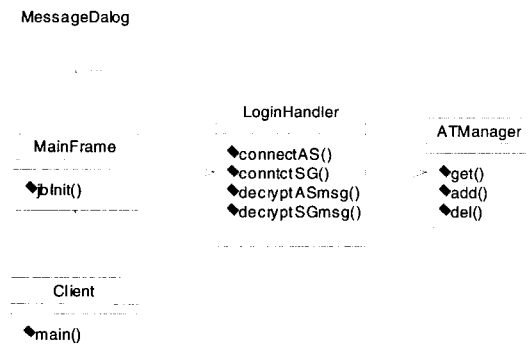 MessageDalog
LoginHandler
ATManager
MainFrame
connectAS()
conntctSG()
decryptASmsg()
decryptSGmsg()
get()
add()
del()
jbInit()
Client
main()